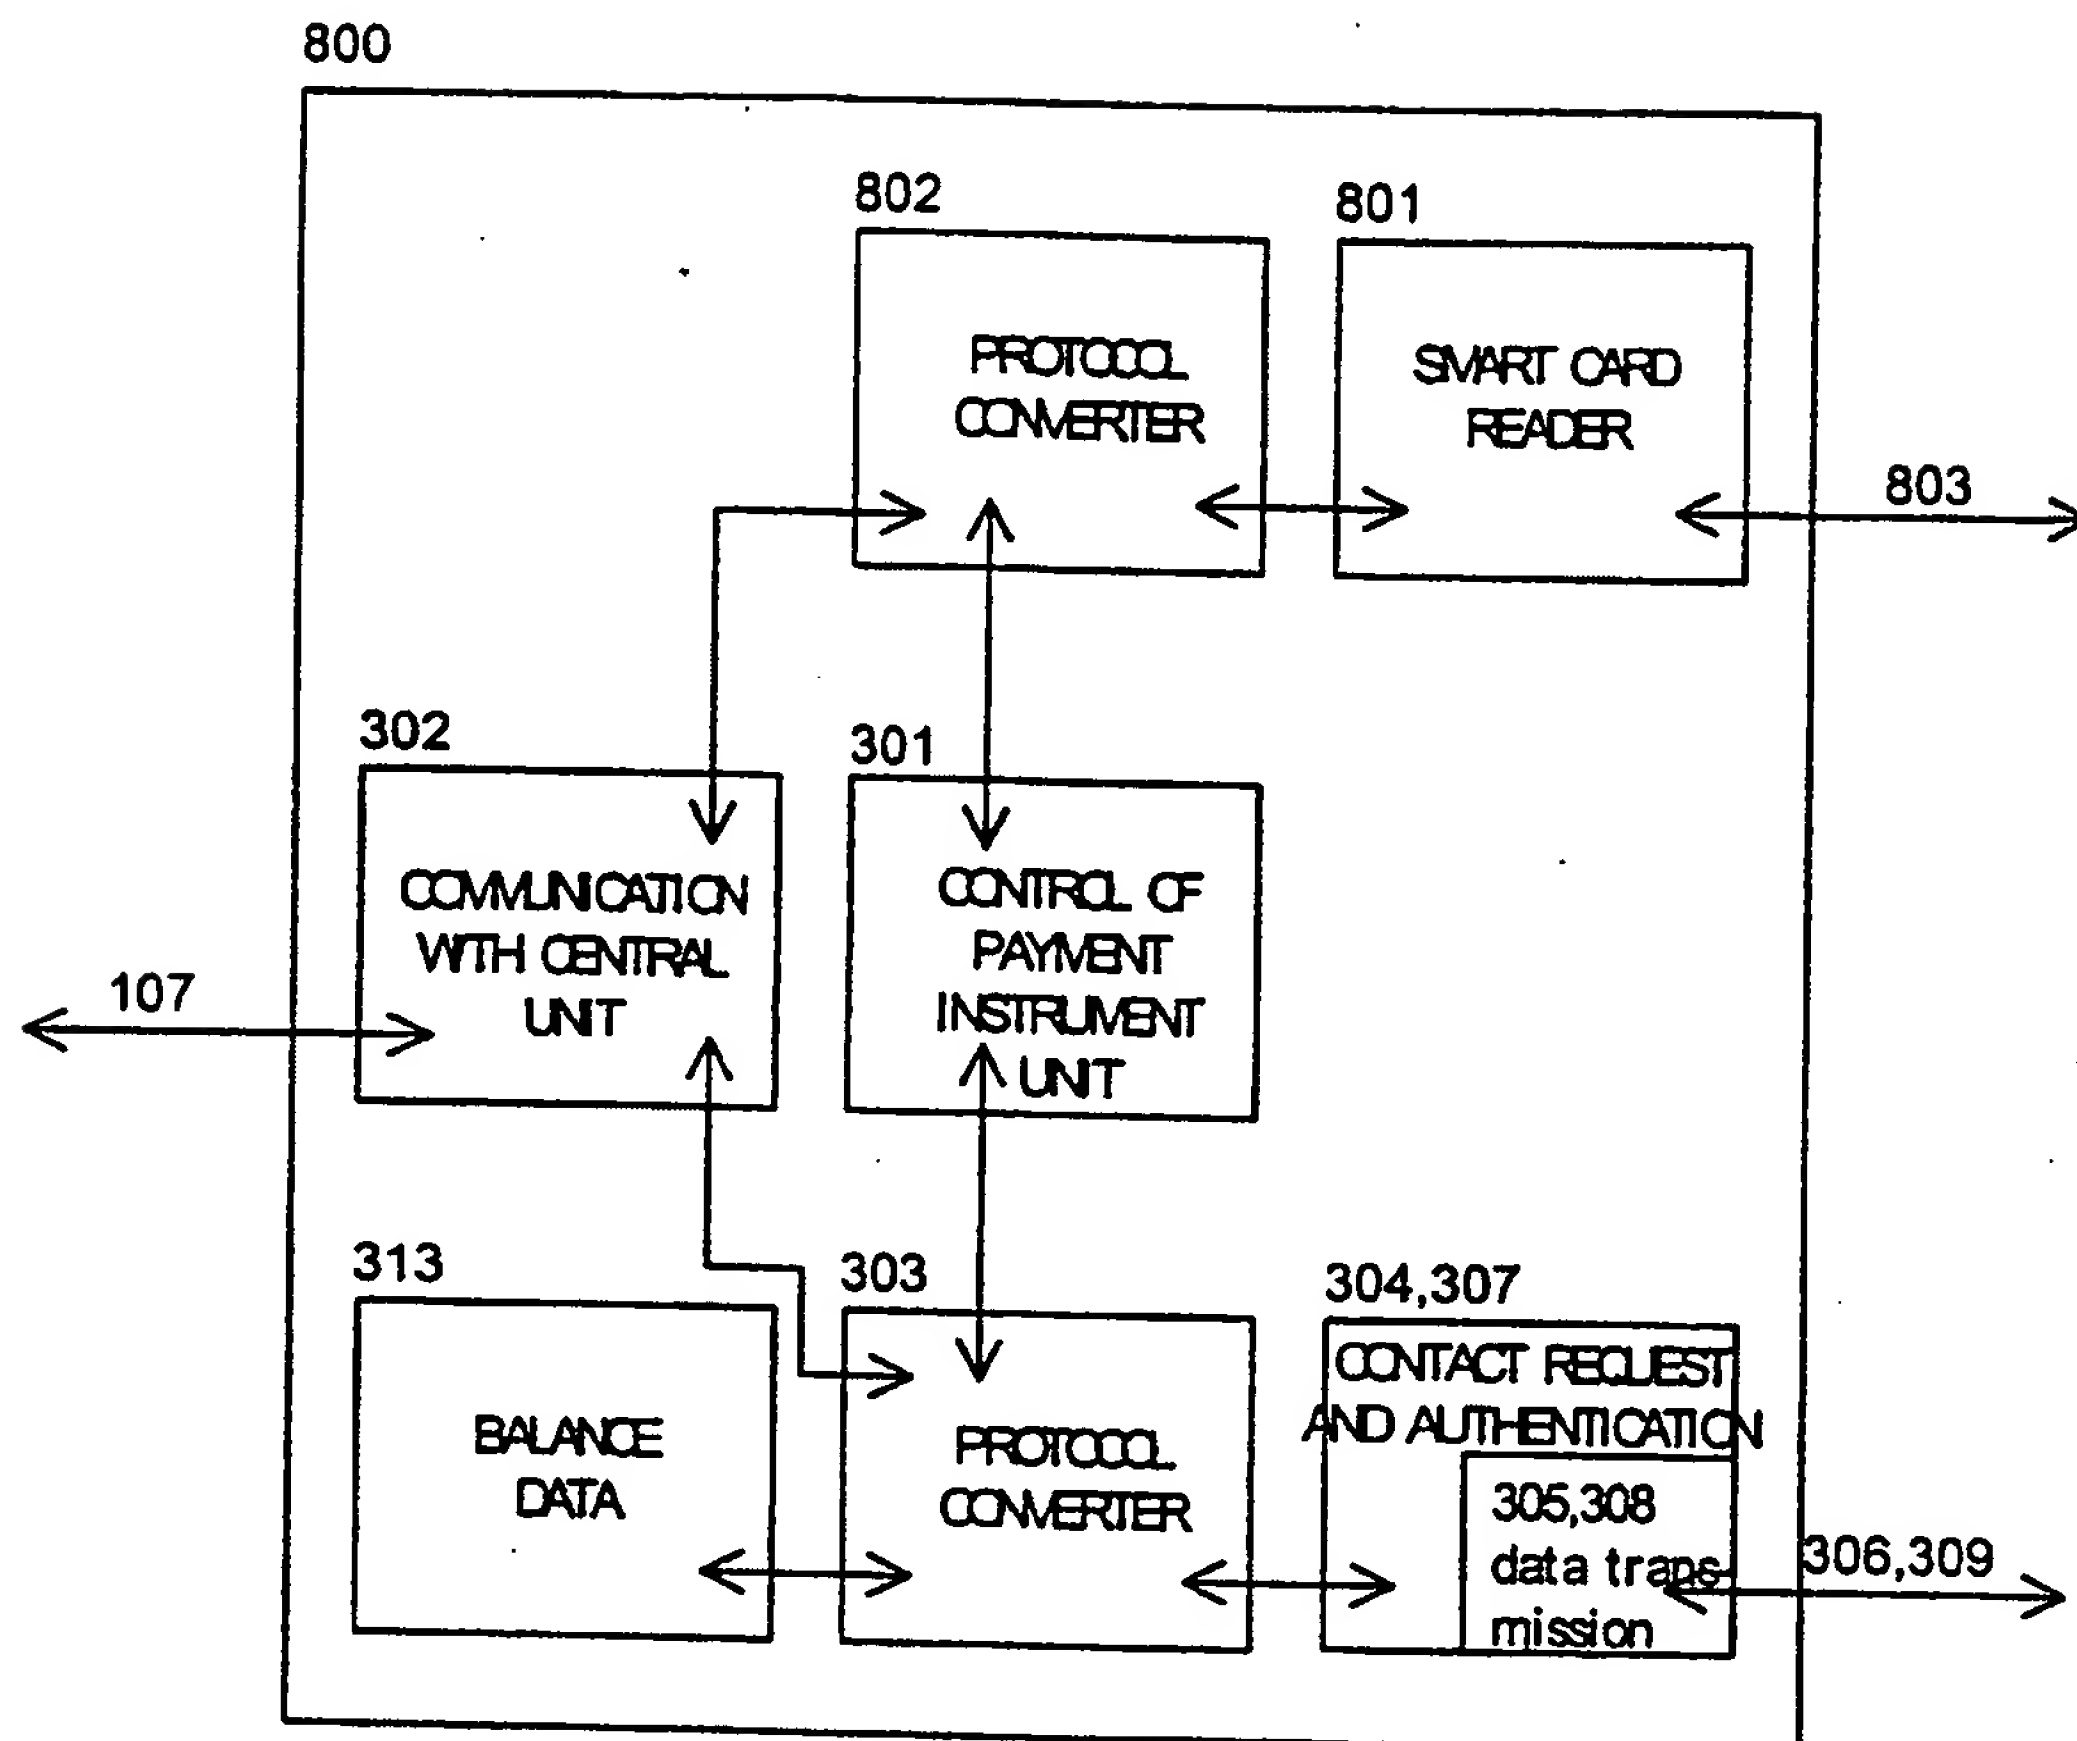 800
802
801
PROTOCOL
CONVERTER
SMART CARD
READER
803
302
301
COMMUNICATION
WITH CENTRAL
UNIT
CONTROL OF
PAYMENT
INSTRUMENT
UNIT
107
313
303
304,307
BALANCE
DATA
PROTOCOL
CONVERTER
CONTACT REQUEST
AND AUTHENTICATION
305,308
data trans-
mission
306,309